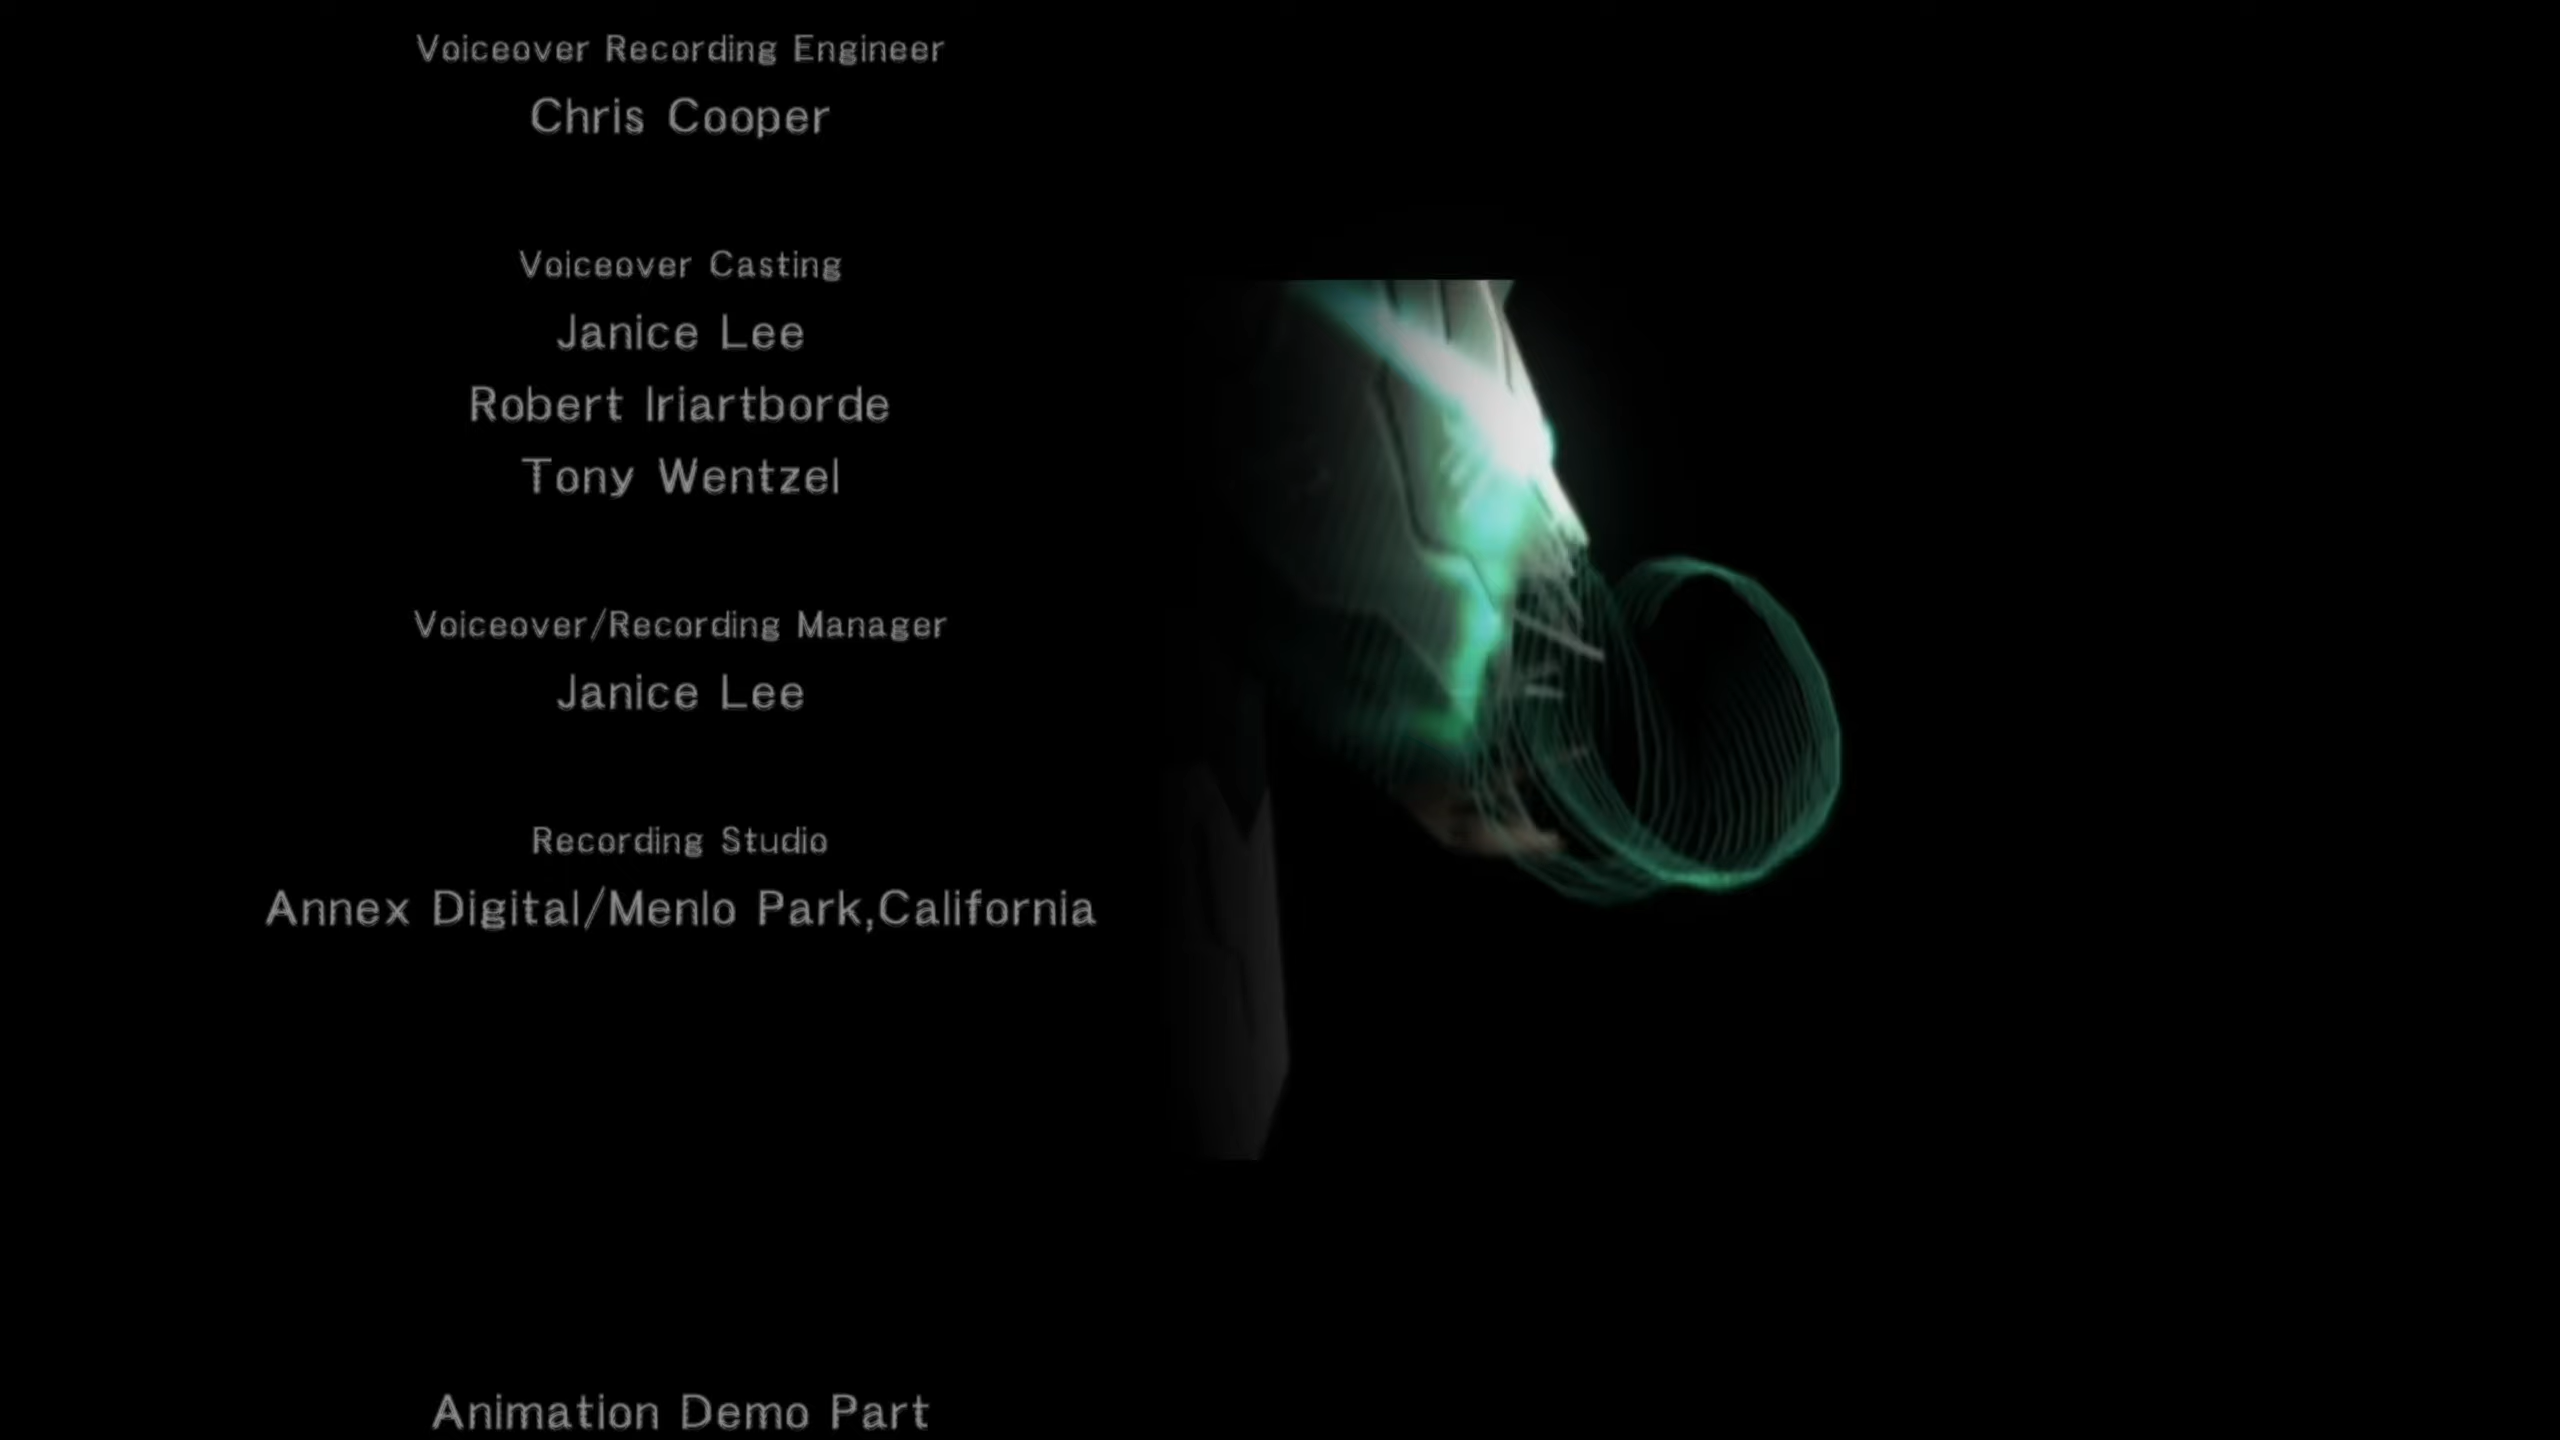 Voiceover Recording Engineer
Chris Cooper
Voiceover Casting
Janice Lee
Robert Iriartborde
Tony Wentzel
Voiceover/Recording Manager
Janice Lee
Recording Studio
Annex Digital/Menlo Park,California
Animation Demo Part